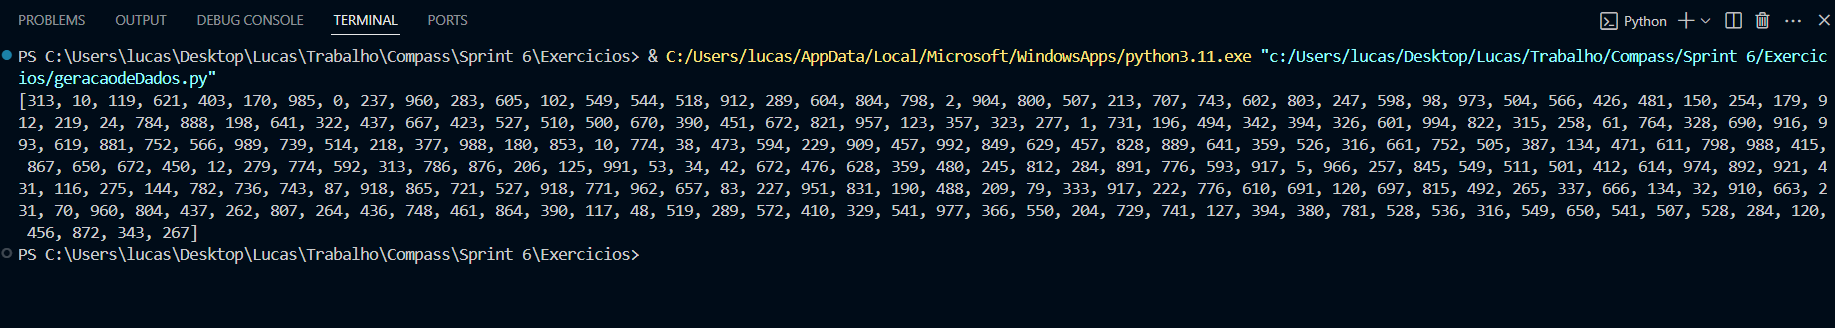 PROBLEMS OUTPUT DEBUG CONSOLE TERMINAL PORTS Python
PS C:\Users\lucas\Desktop\Lucas\Trabalho\Compass\Sprint 6\Exercicios> & C:/Users/lucas/AppData/Local/Microsoft/WindowsApps/python3.11.exe "c:/Users/lucas/Desktop/Lucas/Trabalho/Compass/Sprint 6/Exercic
ios/geracaodeDados.py"
[313, 10, 119, 621, 403, 170, 985, 0, 237, 960, 283, 605, 102, 549, 544, 518, 912, 289, 604, 804, 798, 2, 904, 800, 507, 213, 707, 743, 602, 803, 247, 598, 98, 973, 504, 566, 426, 481, 150, 254, 179, 9
12, 219, 24, 784, 888, 198, 641, 322, 437, 667, 423, 527, 510, 500, 670, 390, 451, 672, 821, 957, 123, 357, 323, 277, 1, 731, 196, 494, 342, 394, 326, 601, 994, 822, 315, 258, 61, 764, 328, 690, 916, 9
93, 619, 881, 752, 566, 989, 739, 514, 218, 377, 988, 180, 853, 10, 774, 38, 473, 594, 229, 909, 457, 992, 849, 629, 457, 828, 889, 641, 359, 526, 316, 661, 752, 505, 387, 134, 471, 611, 798, 988, 415,
867, 650, 672, 450, 12, 279, 774, 592, 313, 786, 876, 206, 125, 991, 53, 34, 42, 672, 476, 628, 359, 480, 245, 812, 284, 891, 776, 593, 917, 5, 966, 257, 845, 549, 511, 501, 412, 614, 974, 892, 921, 4
31, 116, 275, 144, 782, 736, 743, 87, 918, 865, 721, 527, 918, 771, 962, 657, 83, 227, 951, 831, 190, 488, 209, 79, 333, 917, 222, 776, 610, 691, 120, 697, 815, 492, 265, 337, 666, 134, 32, 910, 663, 2
31, 70, 960, 804, 437, 262, 807, 264, 436, 748, 461, 864, 390, 117, 48, 519, 289, 572, 410, 329, 541, 977, 366, 550, 204, 729, 741, 127, 394, 380, 781, 528, 536, 316, 549, 650, 541, 507, 528, 284, 120,
456, 872, 343, 267]
PS C:\Users\lucas\Desktop\Lucas\Trabalho\Compass\Sprint 6\Exercicios>